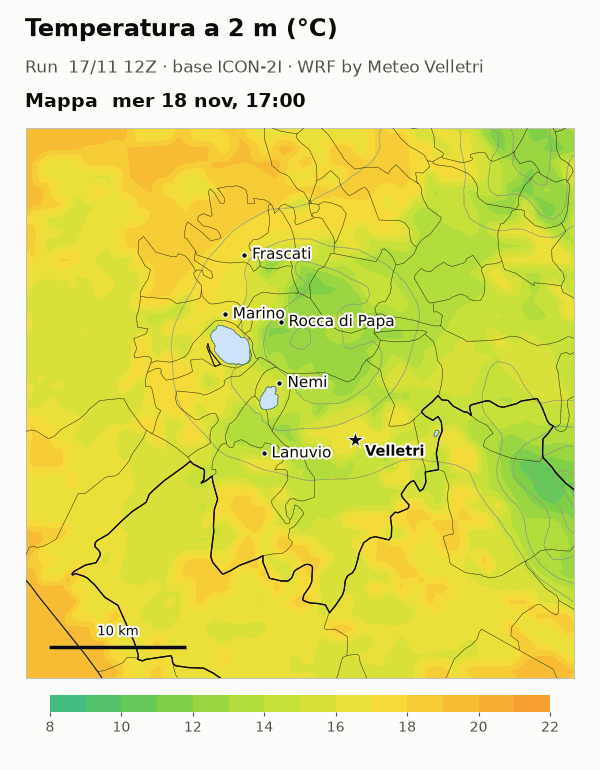 Temperatura a 2 m (°C)
Run 17/11 12Z · base ICON-2I · WRF by Meteo Velletri
Mappa mer 18 nov, 17:00
Frascati
Marino
Rocca di Papa
Nemi
Velletri
Lanuvio
10 km
8 10 12 14 16 18 20 22